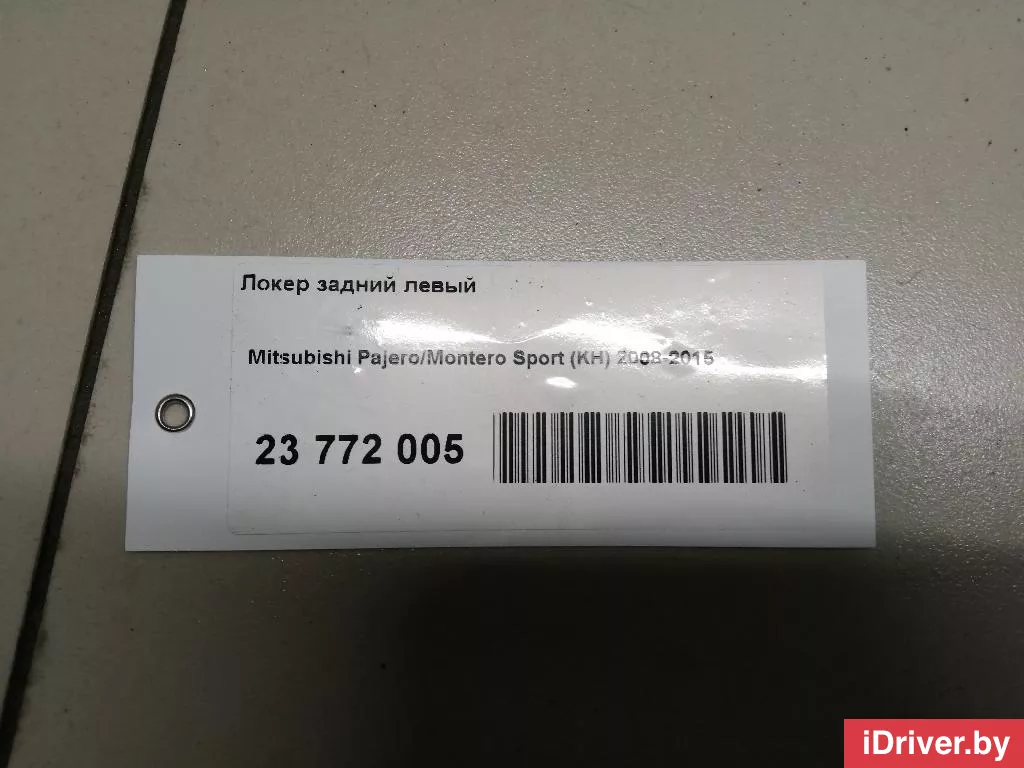 Локер задний левый
Mitsubishi Pajero/Montero Sport (KH) 2008-2015
23 772 005
iDriver.by